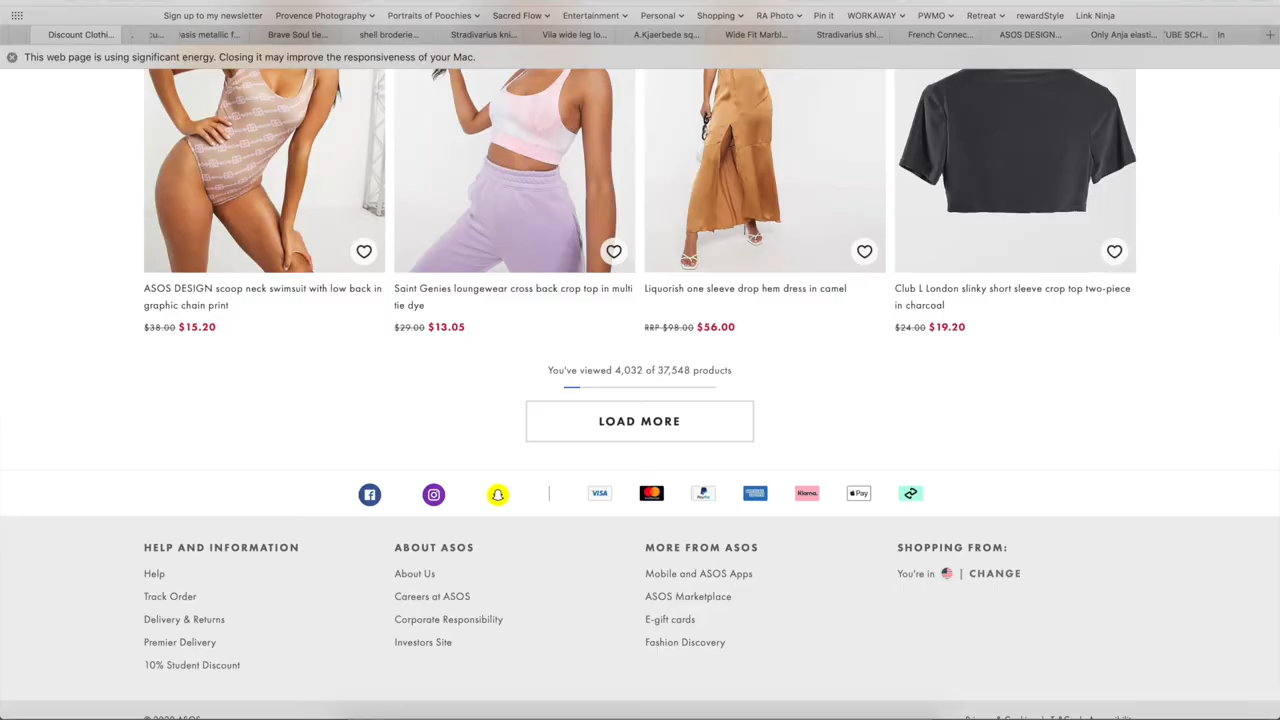 Sign up to my newsletter Provence Photography Portraits of Poochies Sacred Flow Entertainment Personal Shopping RA Photo Pin it WORKAWAY PWMO Retreat rewardStyle Link Ninja
Discount Clothi... cu... oasis metallic f... Brave Soul tie... shell broderie... Stradivarius kni... Vila wide leg lo... A.Kjaerbede sq... Wide Fit Marbl... Stradivarius shi... French Connec... ASOS DESIGN... Only Anja elasti... 'UBE SCH... In
This web page is using significant energy. Closing it may improve the responsiveness of your Mac.
ASOS DESIGN scoop neck swimsuit with low back in
graphic chain print
$38.00 $15.20
Saint Genies loungewear cross back crop top in multi
tie dye
$29.00 $13.05
Liquorish one sleeve drop hem dress in camel
RRP $98.00 $56.00
Club L London slinky short sleeve crop top two-piece
in charcoal
$24.00 $19.20
You've viewed 4,032 of 37,548 products
LOAD MORE
VISA PayPal Klarna. Pay
HELP AND INFORMATION
Help
Track Order
Delivery & Returns
Premier Delivery
10% Student Discount
ABOUT ASOS
About Us
Careers at ASOS
Corporate Responsibility
Investors Site
MORE FROM ASOS
Mobile and ASOS Apps
ASOS Marketplace
E-gift cards
Fashion Discovery
SHOPPING FROM:
You're in | CHANGE
© 2020 ASOS